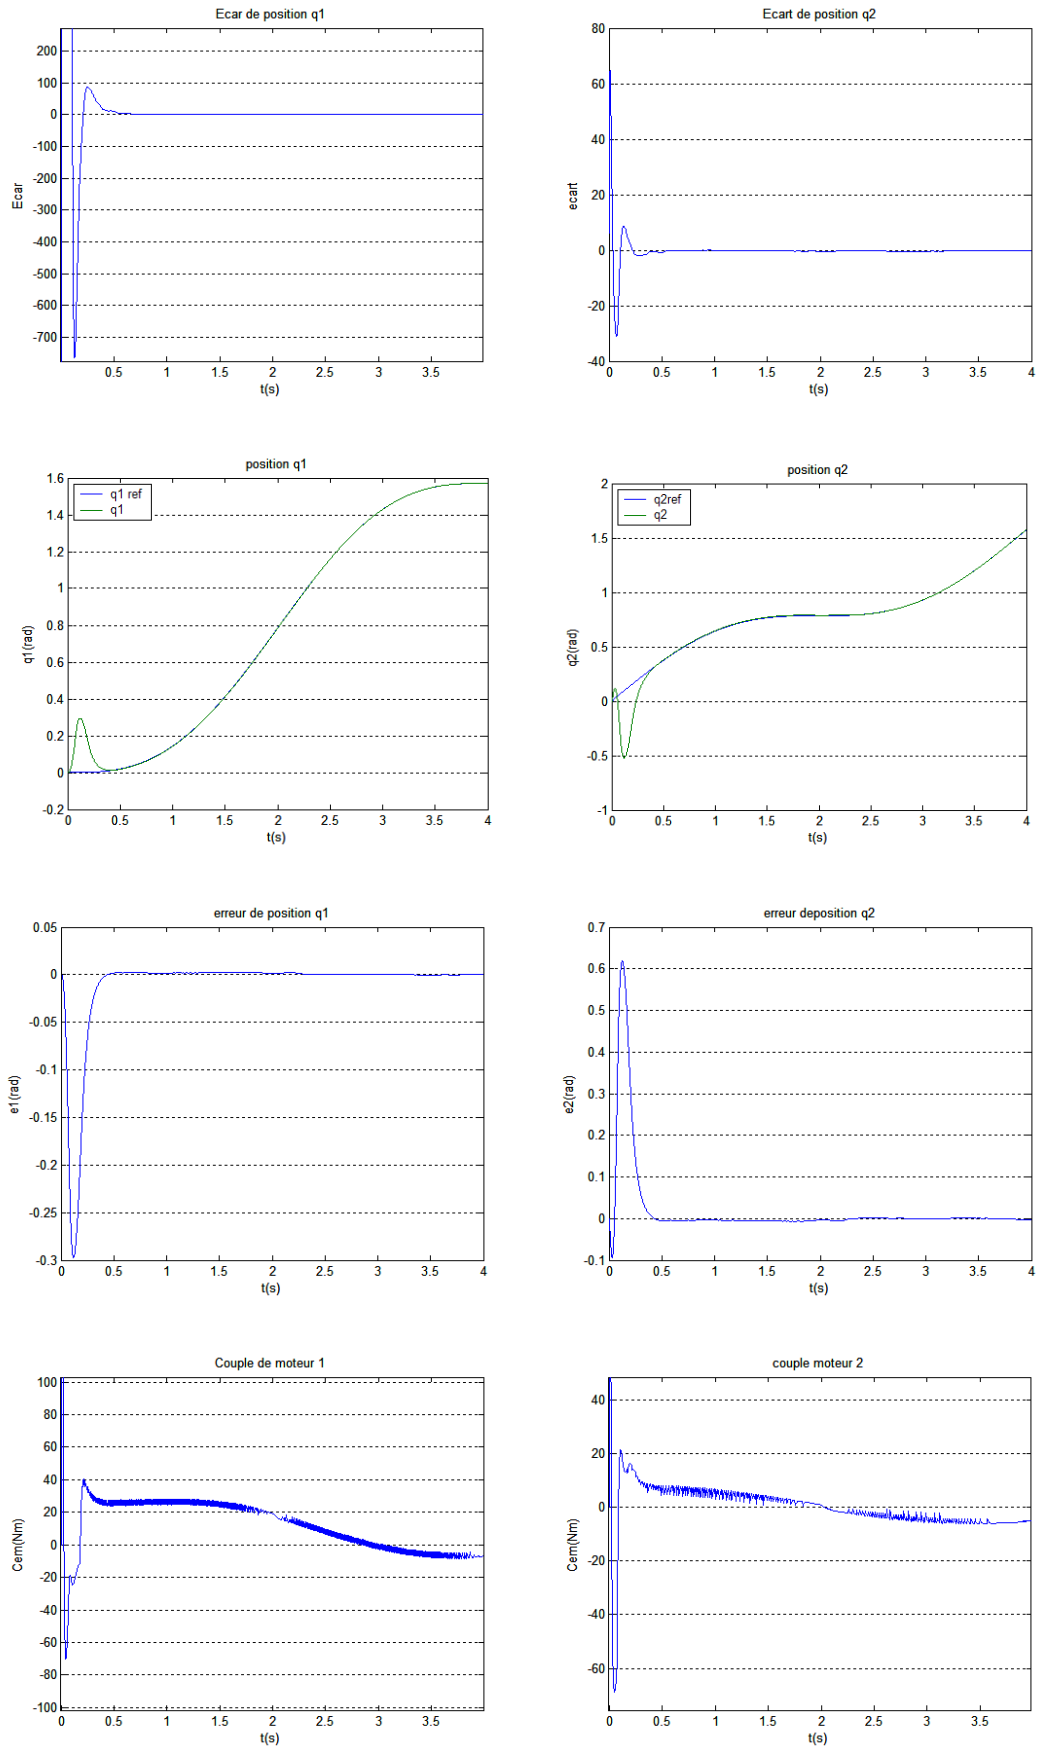 Ecar de position q1
200
100
0
-100
-200
-300
-400
-500
-600
-700
Ecar
0.5 1 1.5 2 2.5 3 3.5
t(s)
Ecart de position q2
80
60
40
20
0
-20
-40
ecart
0 0.5 1 1.5 2 2.5 3 3.5 4
t(s)
position q1
1.6
1.4
1.2
1
0.8
0.6
0.4
0.2
0
-0.2
q1 ref
q1
q1(rad)
0 0.5 1 1.5 2 2.5 3 3.5 4
t(s)
position q2
2
1.5
1
0.5
0
-0.5
-1
q2ref
q2
q2(rad)
0 0.5 1 1.5 2 2.5 3 3.5 4
t(s)
erreur de position q1
0.05
0
-0.05
-0.1
-0.15
-0.2
-0.25
-0.3
e1(rad)
0 0.5 1 1.5 2 2.5 3 3.5 4
t(s)
erreur deposition q2
0.7
0.6
0.5
0.4
0.3
0.2
0.1
0
-0.1
e2(rad)
0 0.5 1 1.5 2 2.5 3 3.5 4
t(s)
Couple de moteur 1
100
80
60
40
20
0
-20
-40
-60
-80
-100
Cem(Nm)
0 0.5 1 1.5 2 2.5 3 3.5
t(s)
couple moteur 2
40
20
0
-20
-40
-60
Cem(Nm)
0 0.5 1 1.5 2 2.5 3 3.5
t(s)